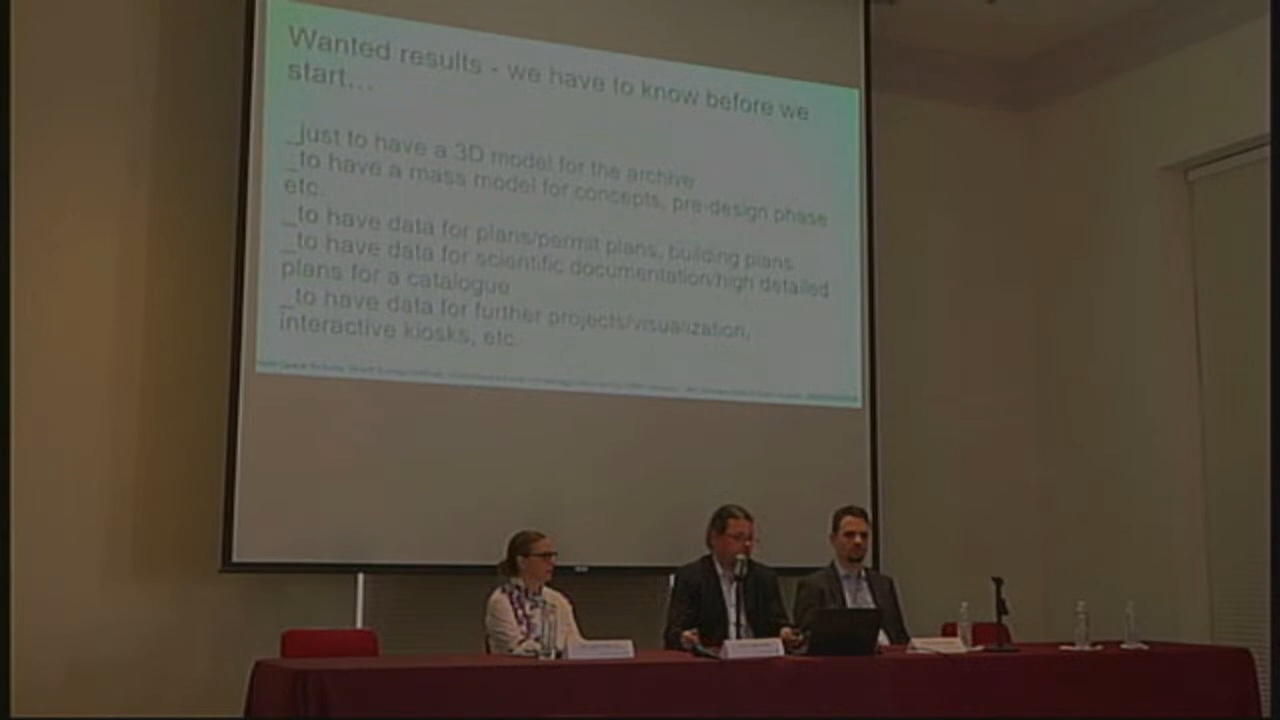 Wanted results - we have to know before we
start...
_just to have a 3D model for the archive
_to have a mass model for concepts, pre-design phase
etc.
_to have data for plans/permit plans, building plans
_to have data for scientific documentation/high detailed
plans for a catalogue
_to have data for further projects/visualization,
interactive kiosks, etc.